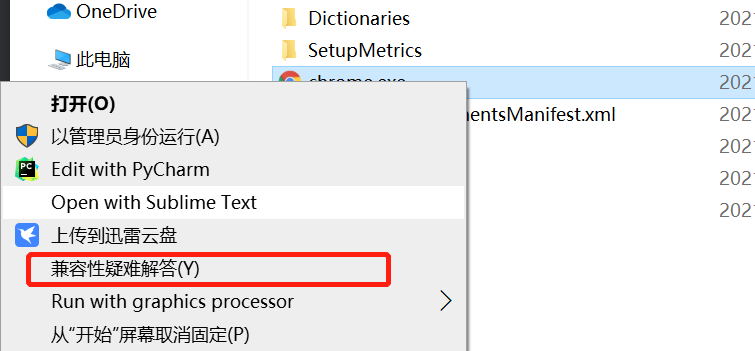 OneDrive
此电脑
Dictionaries
SetupMetrics
chrome.exe
mentsManifest.xml
2021
2021
2021
2021
2021
2021
2021
打开(O)
以管理员身份运行(A)
Edit with PyCharm
Open with Sublime Text
上传到迅雷云盘
兼容性疑难解答(Y)
Run with graphics processor
从“开始”屏幕取消固定(P)
PC